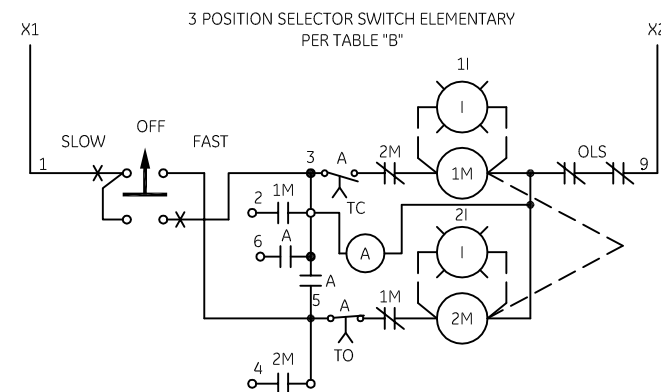 3 POSITION SELECTOR SWITCH ELEMENTARY
PER TABLE "B"
X1
X2
1I
I
OFF
SLOW
FAST
1
3
A
2M
1M
OLS
9
TC
2
1M
2I
6
A
A
I
A
5
A
1M
2M
TO
4
2M